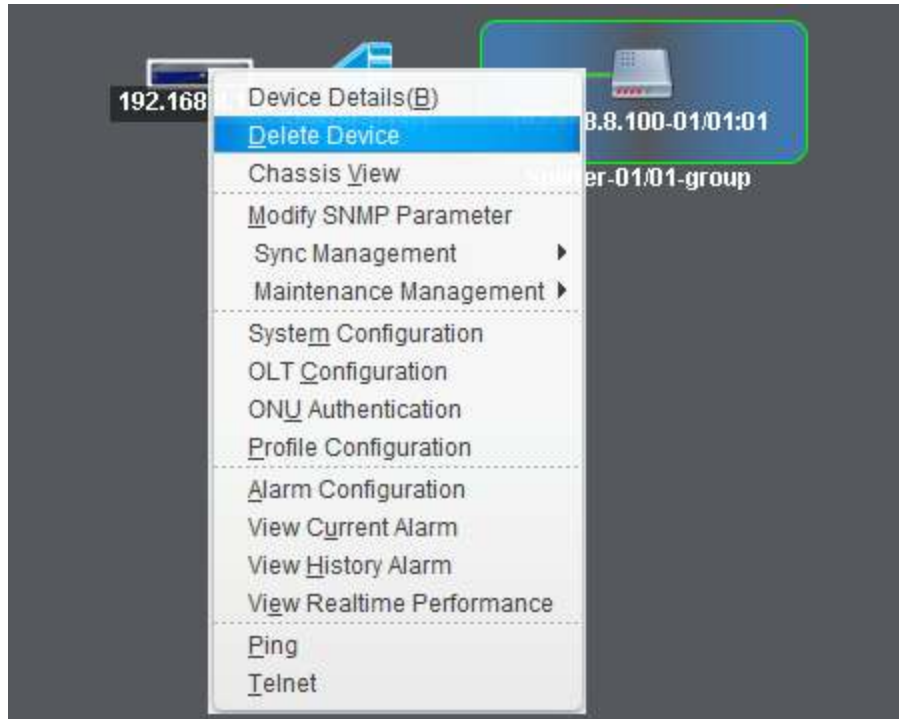 192.168
Device Details(B)
8.8.100-01/01:01
Delete Device
Chassis View
er-01/01-group
Modify SNMP Parameter
Sync Management
Maintenance Management
System Configuration
OLT Configuration
ONU Authentication
Profile Configuration
Alarm Configuration
View Current Alarm
View History Alarm
View Realtime Performance
Ping
Telnet